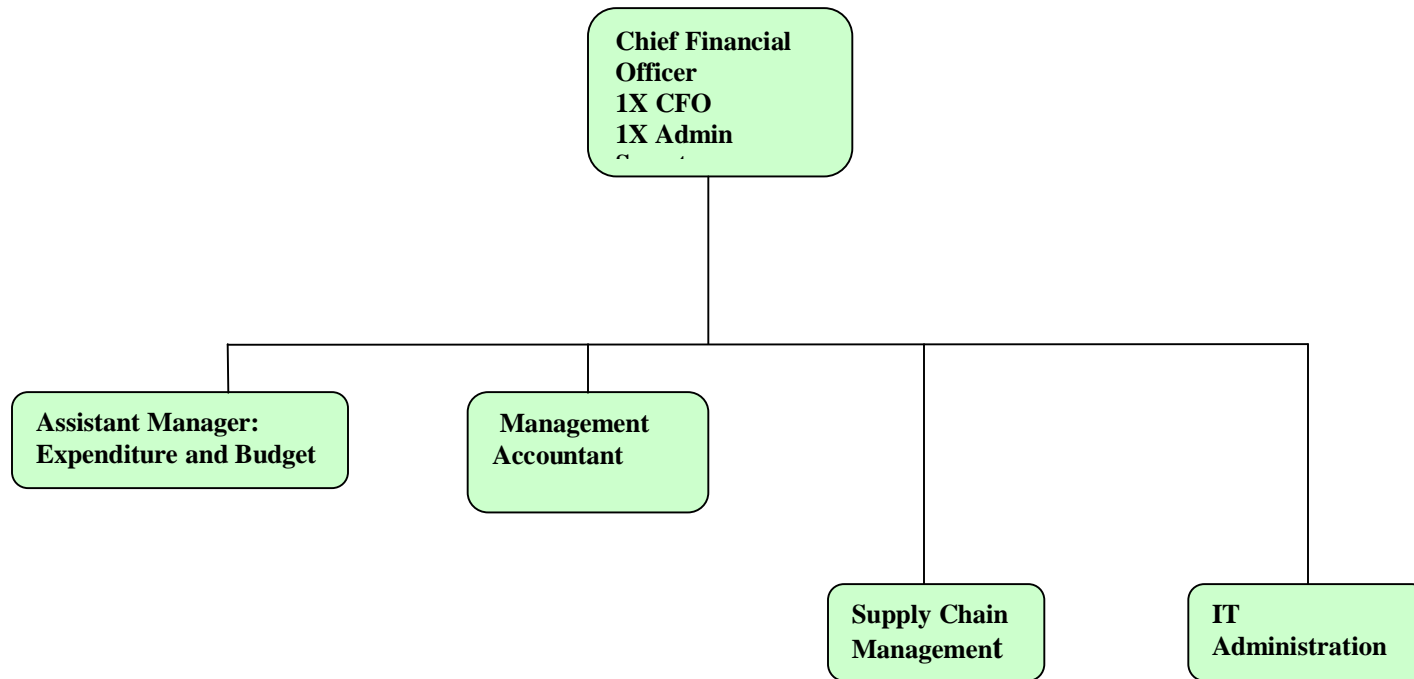 Chief Financial
Officer
1X CFO
1X Admin
Assistant Manager:
Expenditure and Budget
Management
Accountant
Supply Chain
Management
IT
Administration